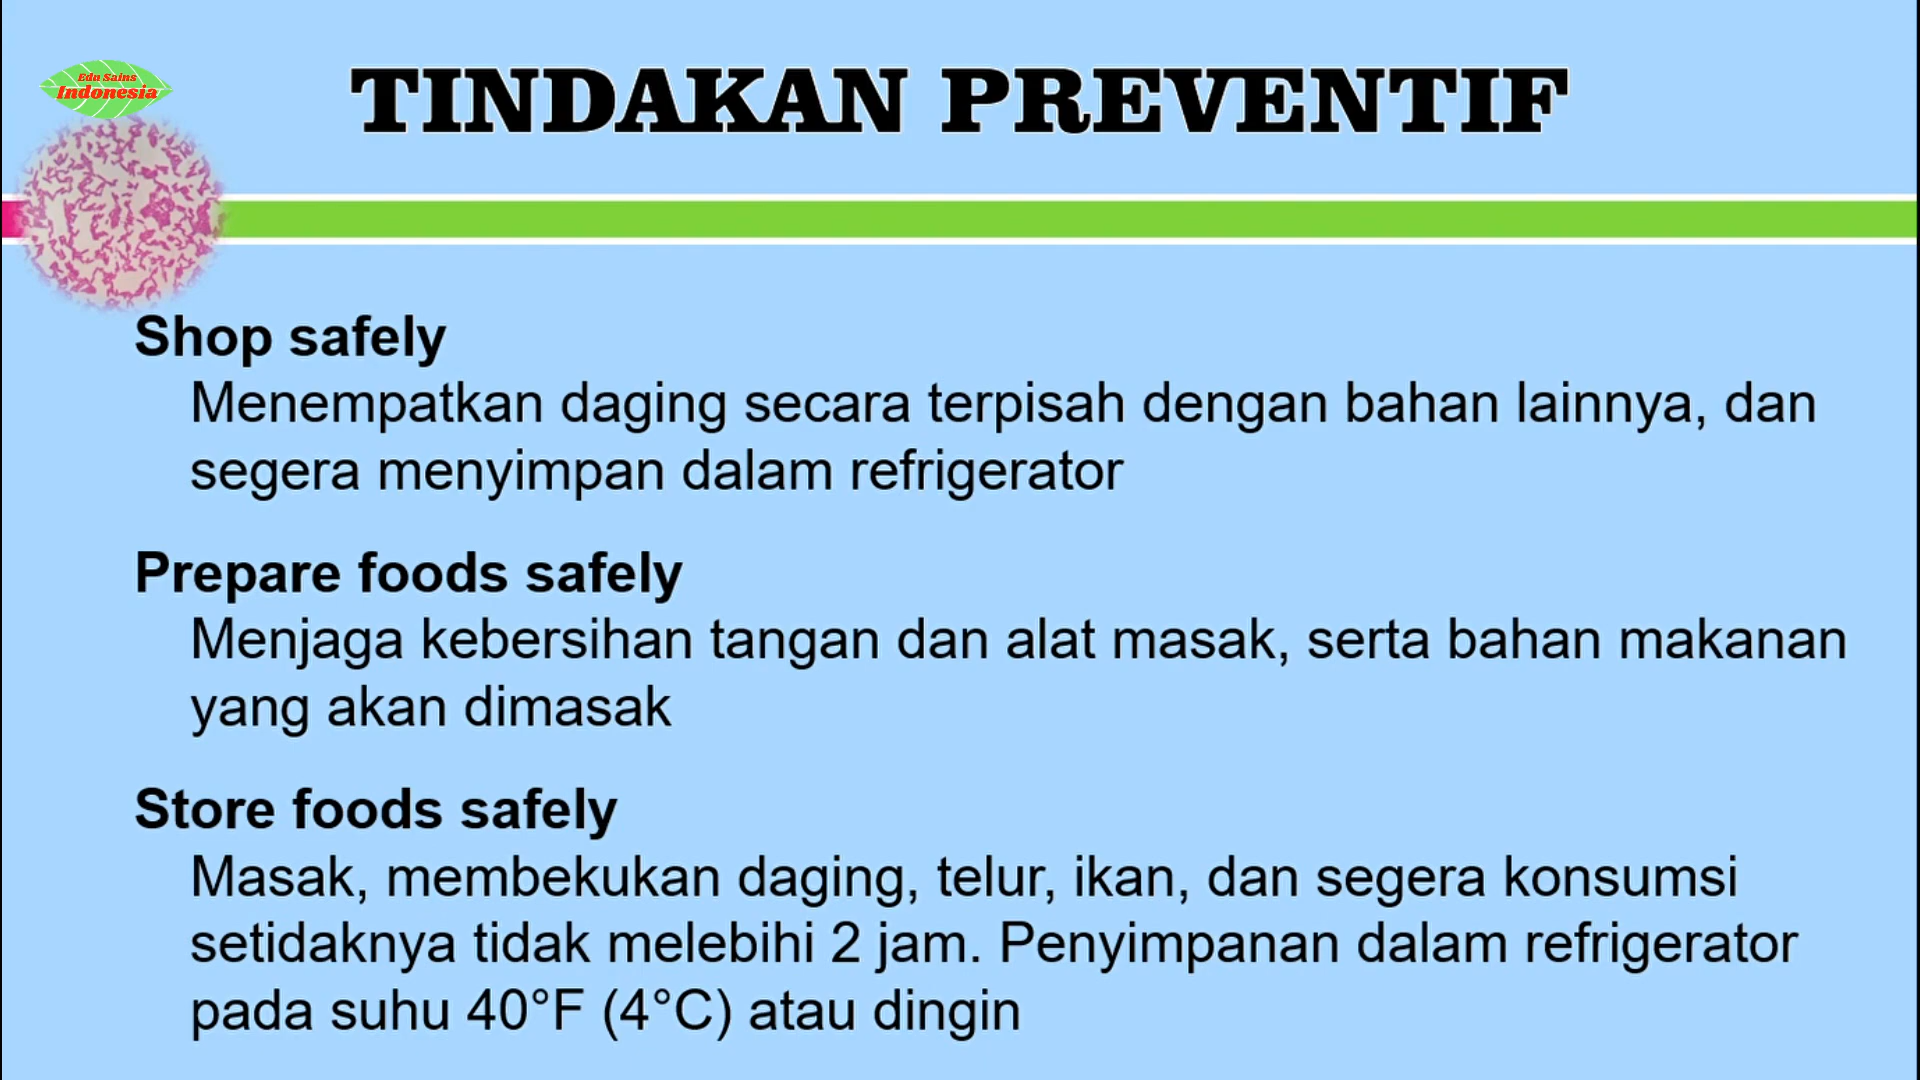 Edu Sains
Indonesia
TINDAKAN PREVENTIF
Shop safely
Menempatkan daging secara terpisah dengan bahan lainnya, dan
segera menyimpan dalam refrigerator
Prepare foods safely
Menjaga kebersihan tangan dan alat masak, serta bahan makanan
yang akan dimasak
Store foods safely
Masak, membekukan daging, telur, ikan, dan segera konsumsi
setidaknya tidak melebihi 2 jam. Penyimpanan dalam refrigerator
pada suhu 40°F (4°C) atau dingin